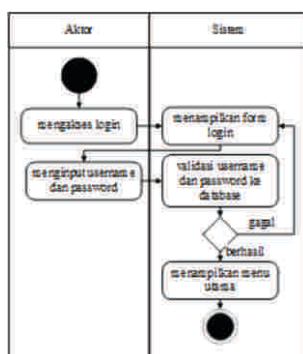 Aktor
Sistem
mengakses login
menampilkan form
login
menginput username
dan password
validasi username
dan password ke
database
gagal
berhasil
menampilkan menu
utama